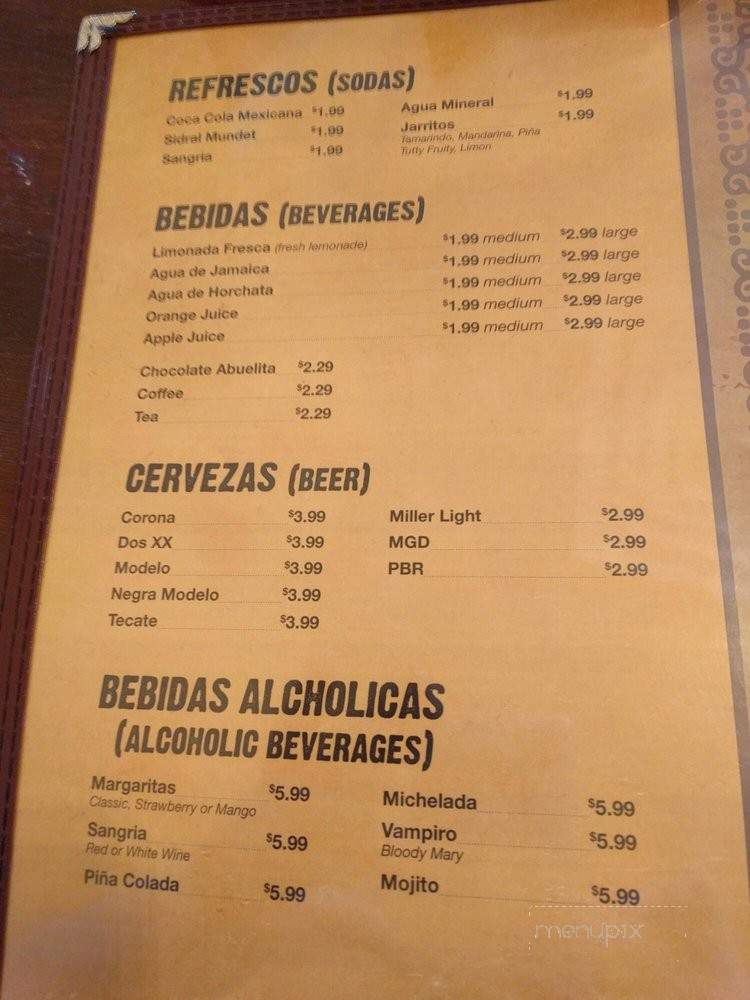 REFRESCOS (SODAS)
Coca Cola Mexicana $1.99
Sidral Mundet $1.99
Sangria $1.99
Agua Mineral $1.99
Jarritos $1.99
Tamarindo, Mandarina, Piña
Tutty Fruity, Limon
BEBIDAS (BEVERAGES)
Limonada Fresca (fresh lemonade) $1.99 medium $2.99 large
Agua de Jamaica $1.99 medium $2.99 large
Agua de Horchata $1.99 medium $2.99 large
Orange Juice $1.99 medium $2.99 large
Apple Juice $1.99 medium $2.99 large
Chocolate Abuelita $2.29
Coffee $2.29
Tea $2.29
CERVEZAS (BEER)
Corona $3.99
Dos XX $3.99
Modelo $3.99
Negra Modelo $3.99
Tecate $3.99
Miller Light $2.99
MGD $2.99
PBR $2.99
BEBIDAS ALCHOLICAS
(ALCOHOLIC BEVERAGES)
Margaritas $5.99
Classic, Strawberry or Mango
Sangria $5.99
Red or White Wine
Piña Colada $5.99
Michelada $5.99
Vampiro $5.99
Bloody Mary
Mojito $5.99
menupix